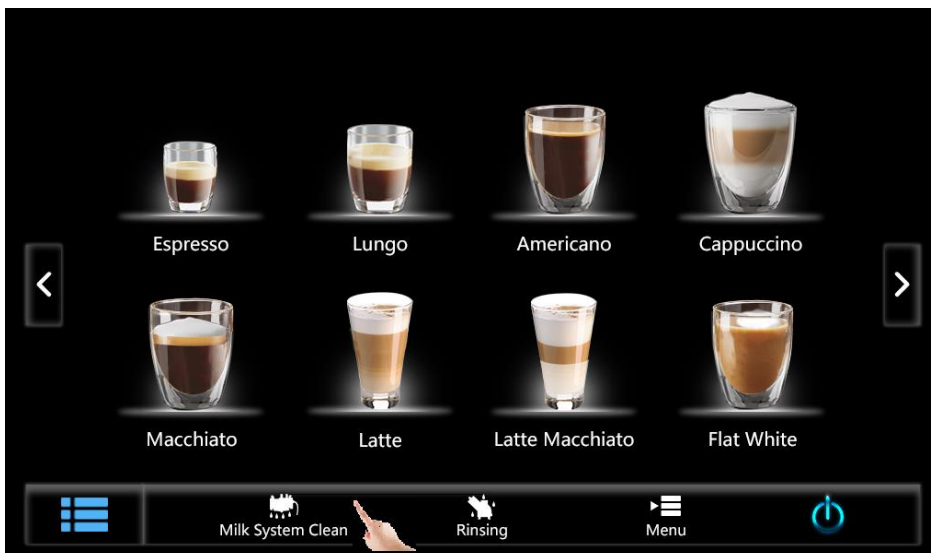 Espresso
Lungo
Americano
Cappuccino
Macchiato
Latte
Latte Macchiato
Flat White
Milk System Clean
Rinsing
Menu